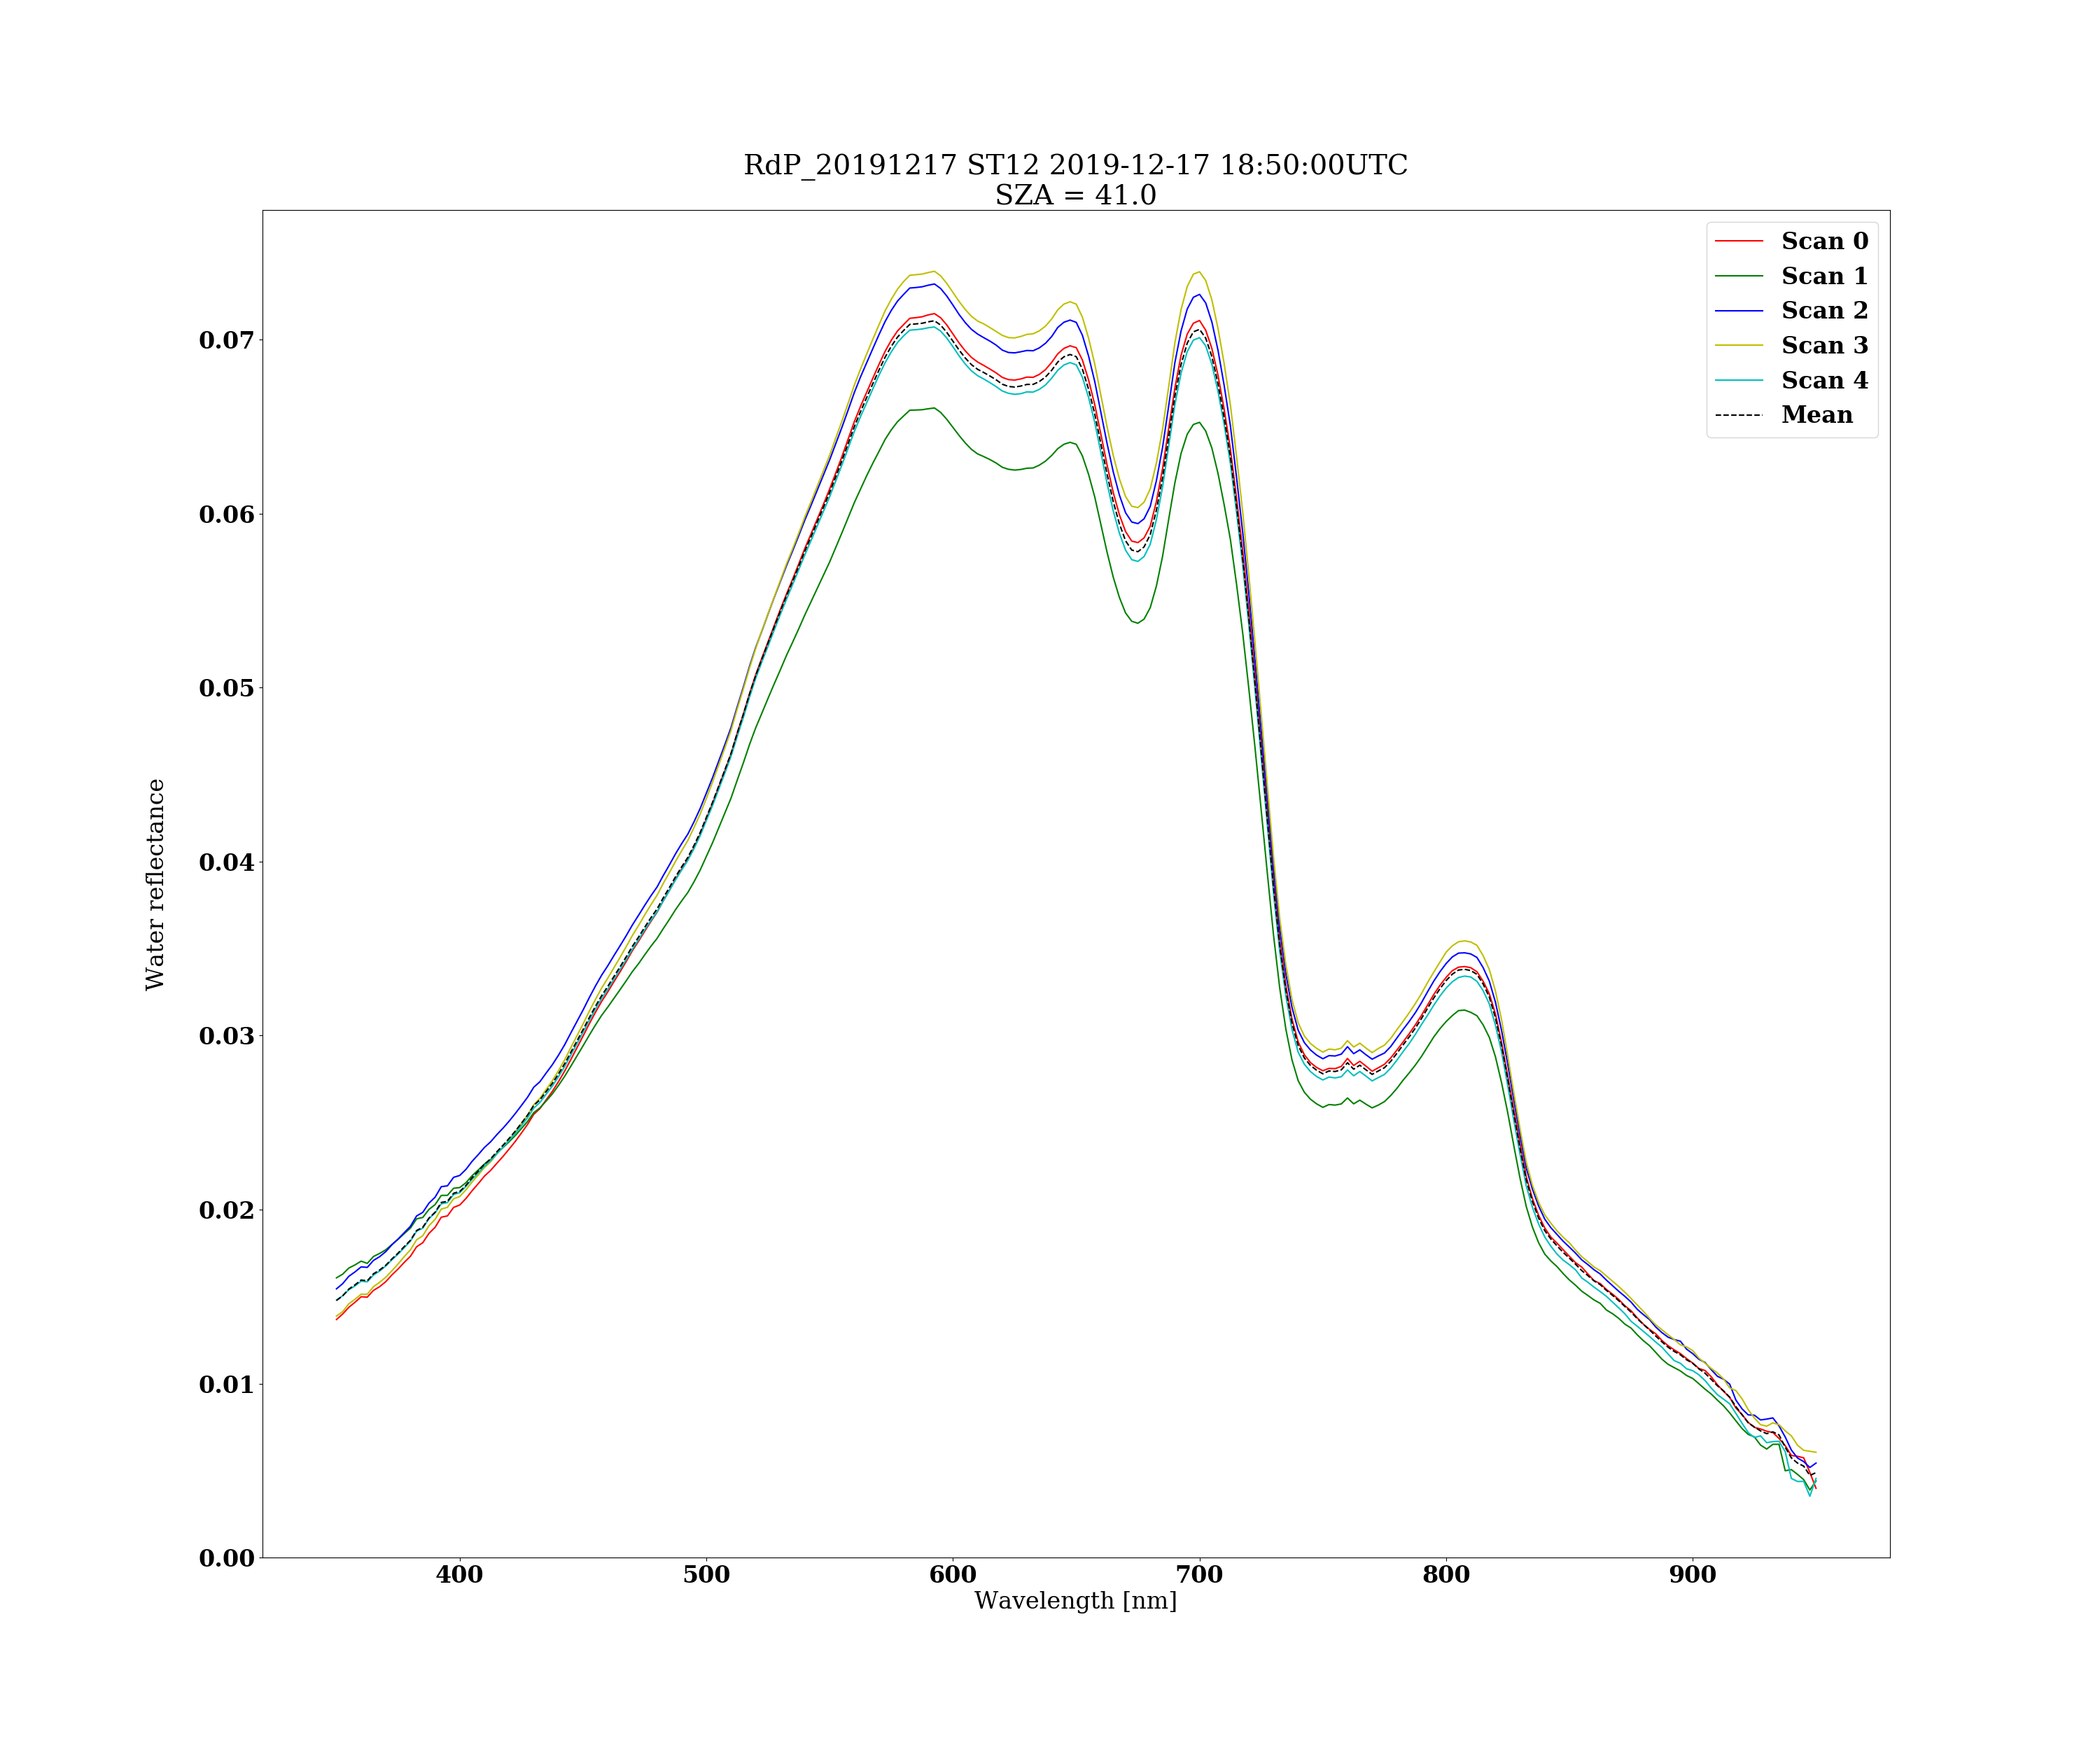 RdP_20191217 ST12 2019-12-17 18:50:00UTC
SZA = 41.0
Scan 0
Scan 1
Scan 2
Scan 3
Scan 4
Mean
Water reflectance
0.07
0.06
0.05
0.04
0.03
0.02
0.01
0.00
400 500 600 700 800 900
Wavelength [nm]